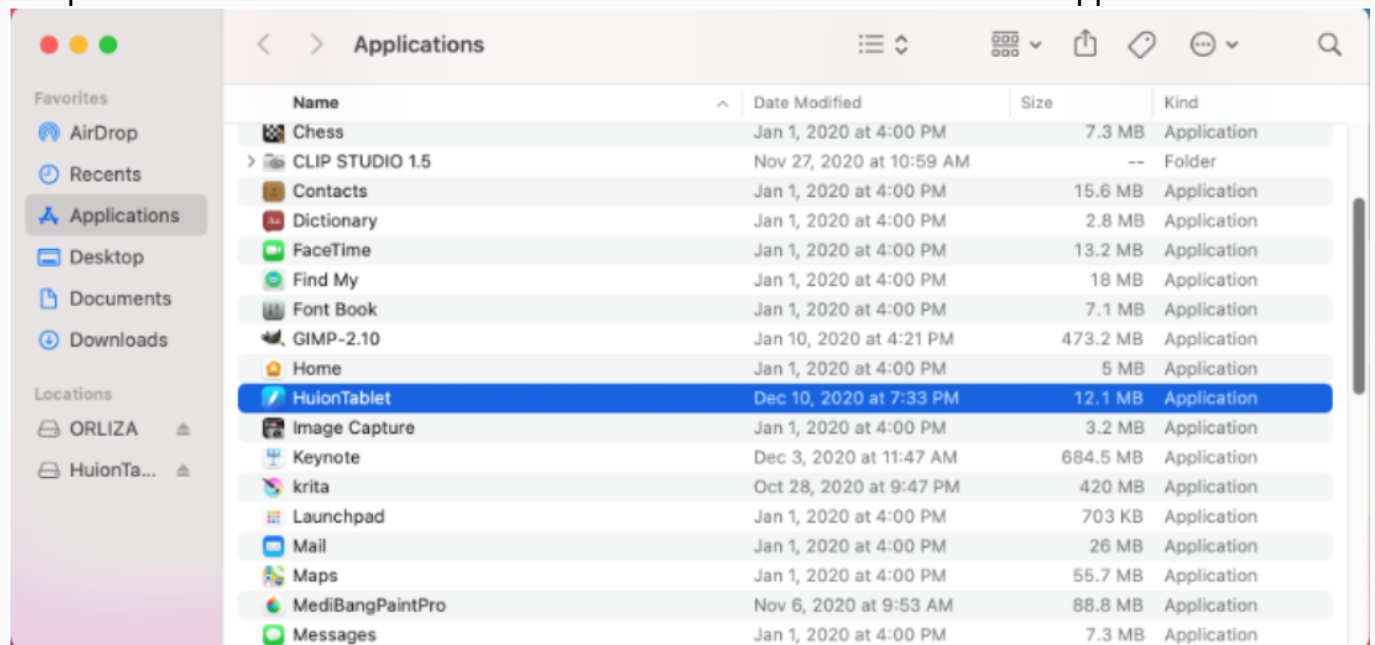 Applications
Favorites
AirDrop
Recents
Applications
Desktop
Documents
Downloads
Locations
ORLIZA
HuionTa...
Name Date Modified Size Kind
Chess Jan 1, 2020 at 4:00 PM 7.3 MB Application
CLIP STUDIO 1.5 Nov 27, 2020 at 10:59 AM -- Folder
Contacts Jan 1, 2020 at 4:00 PM 15.6 MB Application
Dictionary Jan 1, 2020 at 4:00 PM 2.8 MB Application
FaceTime Jan 1, 2020 at 4:00 PM 13.2 MB Application
Find My Jan 1, 2020 at 4:00 PM 18 MB Application
Font Book Jan 1, 2020 at 4:00 PM 7.1 MB Application
GIMP-2.10 Jan 10, 2020 at 4:21 PM 473.2 MB Application
Home Jan 1, 2020 at 4:00 PM 5 MB Application
HuionTablet Dec 10, 2020 at 7:33 PM 12.1 MB Application
Image Capture Jan 1, 2020 at 4:00 PM 3.2 MB Application
Keynote Dec 3, 2020 at 11:47 AM 684.5 MB Application
krita Oct 28, 2020 at 9:47 PM 420 MB Application
Launchpad Jan 1, 2020 at 4:00 PM 703 KB Application
Mail Jan 1, 2020 at 4:00 PM 26 MB Application
Maps Jan 1, 2020 at 4:00 PM 55.7 MB Application
MediBangPaintPro Nov 6, 2020 at 9:53 AM 88.8 MB Application
Messages Jan 1, 2020 at 4:00 PM 7.3 MB Application